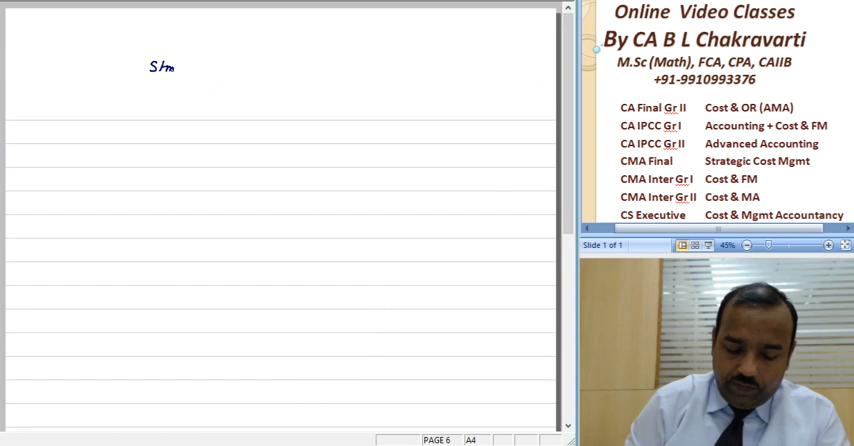 Stm
Online Video Classes
By CA B L Chakravarti
M.Sc (Math), FCA, CPA, CAIIB
+91-9910993376
CA Final Gr II Cost & OR (AMA)
CA IPCC Gr I Accounting + Cost & FM
CA IPCC Gr II Advanced Accounting
CMA Final Strategic Cost Mgmt
CMA Inter Gr I Cost & FM
CMA Inter Gr II Cost & MA
CS Executive Cost & Mgmt Accountancy
Slide 1 of 1 45%
PAGE 6 A4